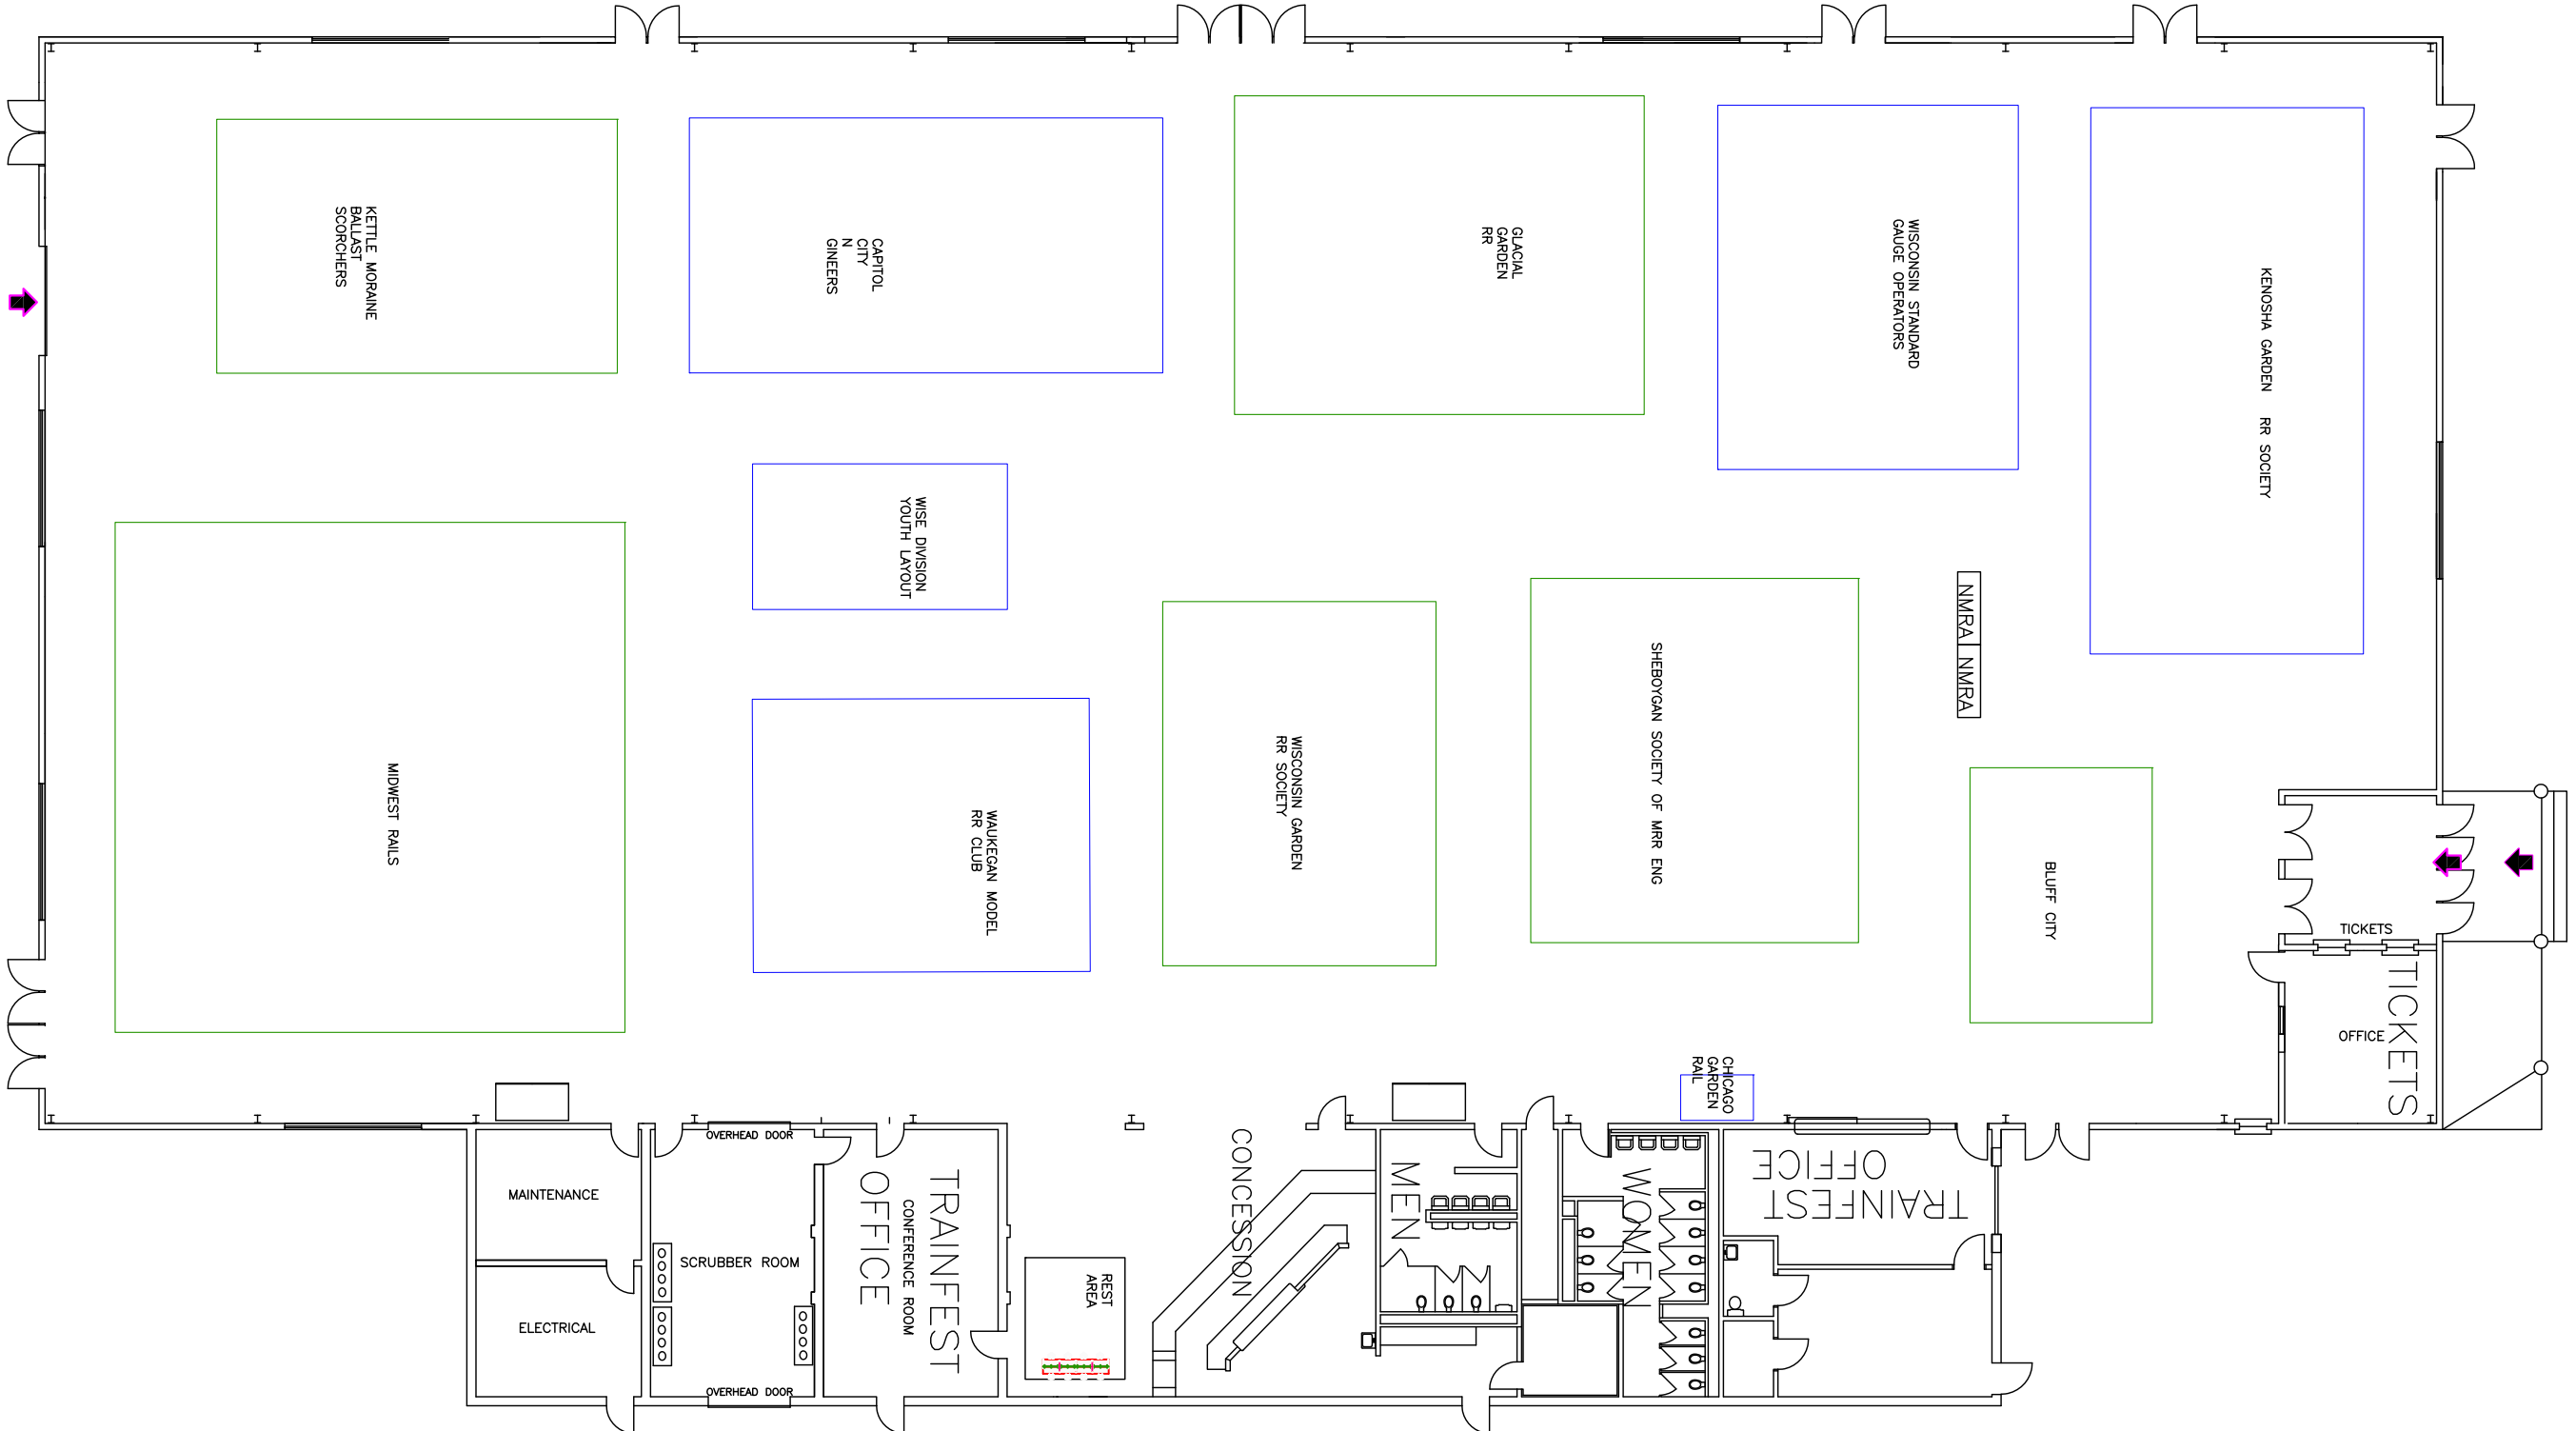 KETTLE MORAINE
BALLAST
SCORCHERS
CAPITOL
CITY
N
GINEERS
GLACIAL
GARDEN
RR
WISCONSIN STANDARD
GAUGE OPERATORS
KENOSHA GARDEN RR SOCIETY
WISE DIVISION
YOUTH LAYOUT
NMRA
NMRA
MIDWEST RAILS
WAUKEGAN MODEL
RR CLUB
WISCONSIN GARDEN
RR SOCIETY
SHEBOYGAN SOCIETY OF MRR ENG
BLUFF CITY
TICKETS
TICKETS
OFFICE
CHICAGO
GARDEN
RAIL
OVERHEAD DOOR
MAINTENANCE
SCRUBBER ROOM
ELECTRICAL
OVERHEAD DOOR
TRAINFEST
OFFICE
CONFERENCE ROOM
REST
AREA
CONCESSION
MEN
WOMEN
TRAINFEST
OFFICE